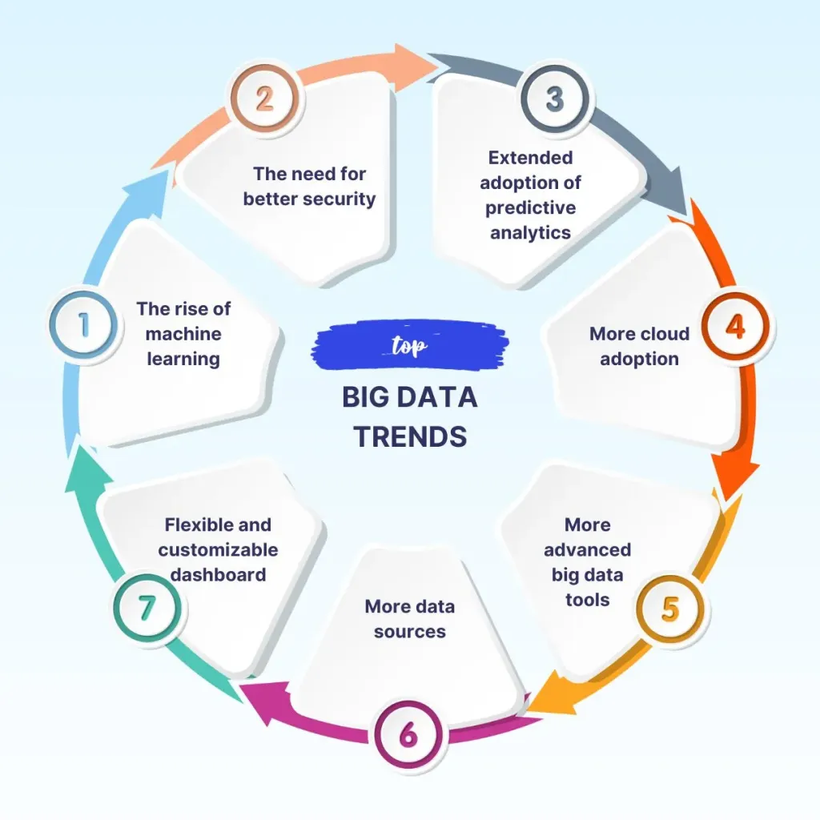 top
BIG DATA
TRENDS
1
The rise of
machine
learning
2
The need for
better security
3
Extended
adoption of
predictive
analytics
4
More cloud
adoption
5
More
advanced
big data
tools
6
More data
sources
7
Flexible and
customizable
dashboard